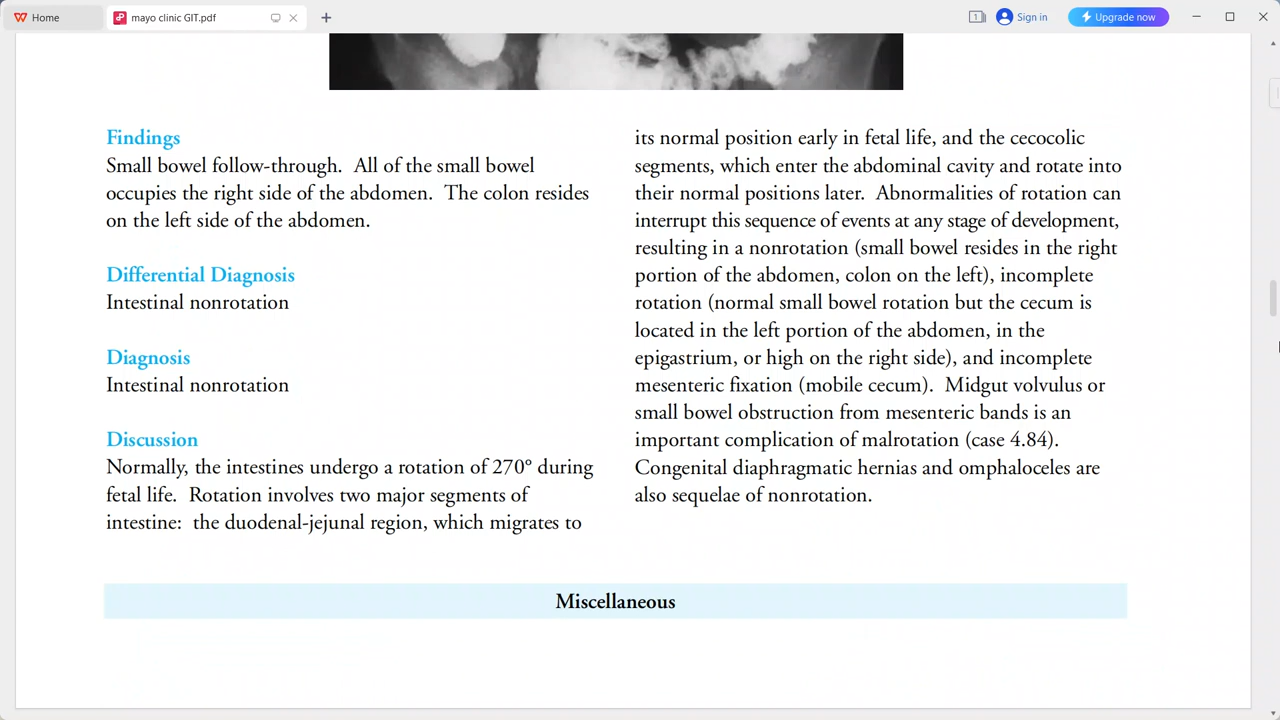 Home
mayo clinic GIT.pdf
1
Sign in
Upgrade now
Findings
Small bowel follow-through. All of the small bowel
occupies the right side of the abdomen. The colon resides
on the left side of the abdomen.
Differential Diagnosis
Intestinal nonrotation
Diagnosis
Intestinal nonrotation
Discussion
Normally, the intestines undergo a rotation of 270° during
fetal life. Rotation involves two major segments of
intestine: the duodenal-jejunal region, which migrates to
its normal position early in fetal life, and the cecocolic
segments, which enter the abdominal cavity and rotate into
their normal positions later. Abnormalities of rotation can
interrupt this sequence of events at any stage of development,
resulting in a nonrotation (small bowel resides in the right
portion of the abdomen, colon on the left), incomplete
rotation (normal small bowel rotation but the cecum is
located in the left portion of the abdomen, in the
epigastrium, or high on the right side), and incomplete
mesenteric fixation (mobile cecum). Midgut volvulus or
small bowel obstruction from mesenteric bands is an
important complication of malrotation (case 4.84).
Congenital diaphragmatic hernias and omphaloceles are
also sequelae of nonrotation.
Miscellaneous